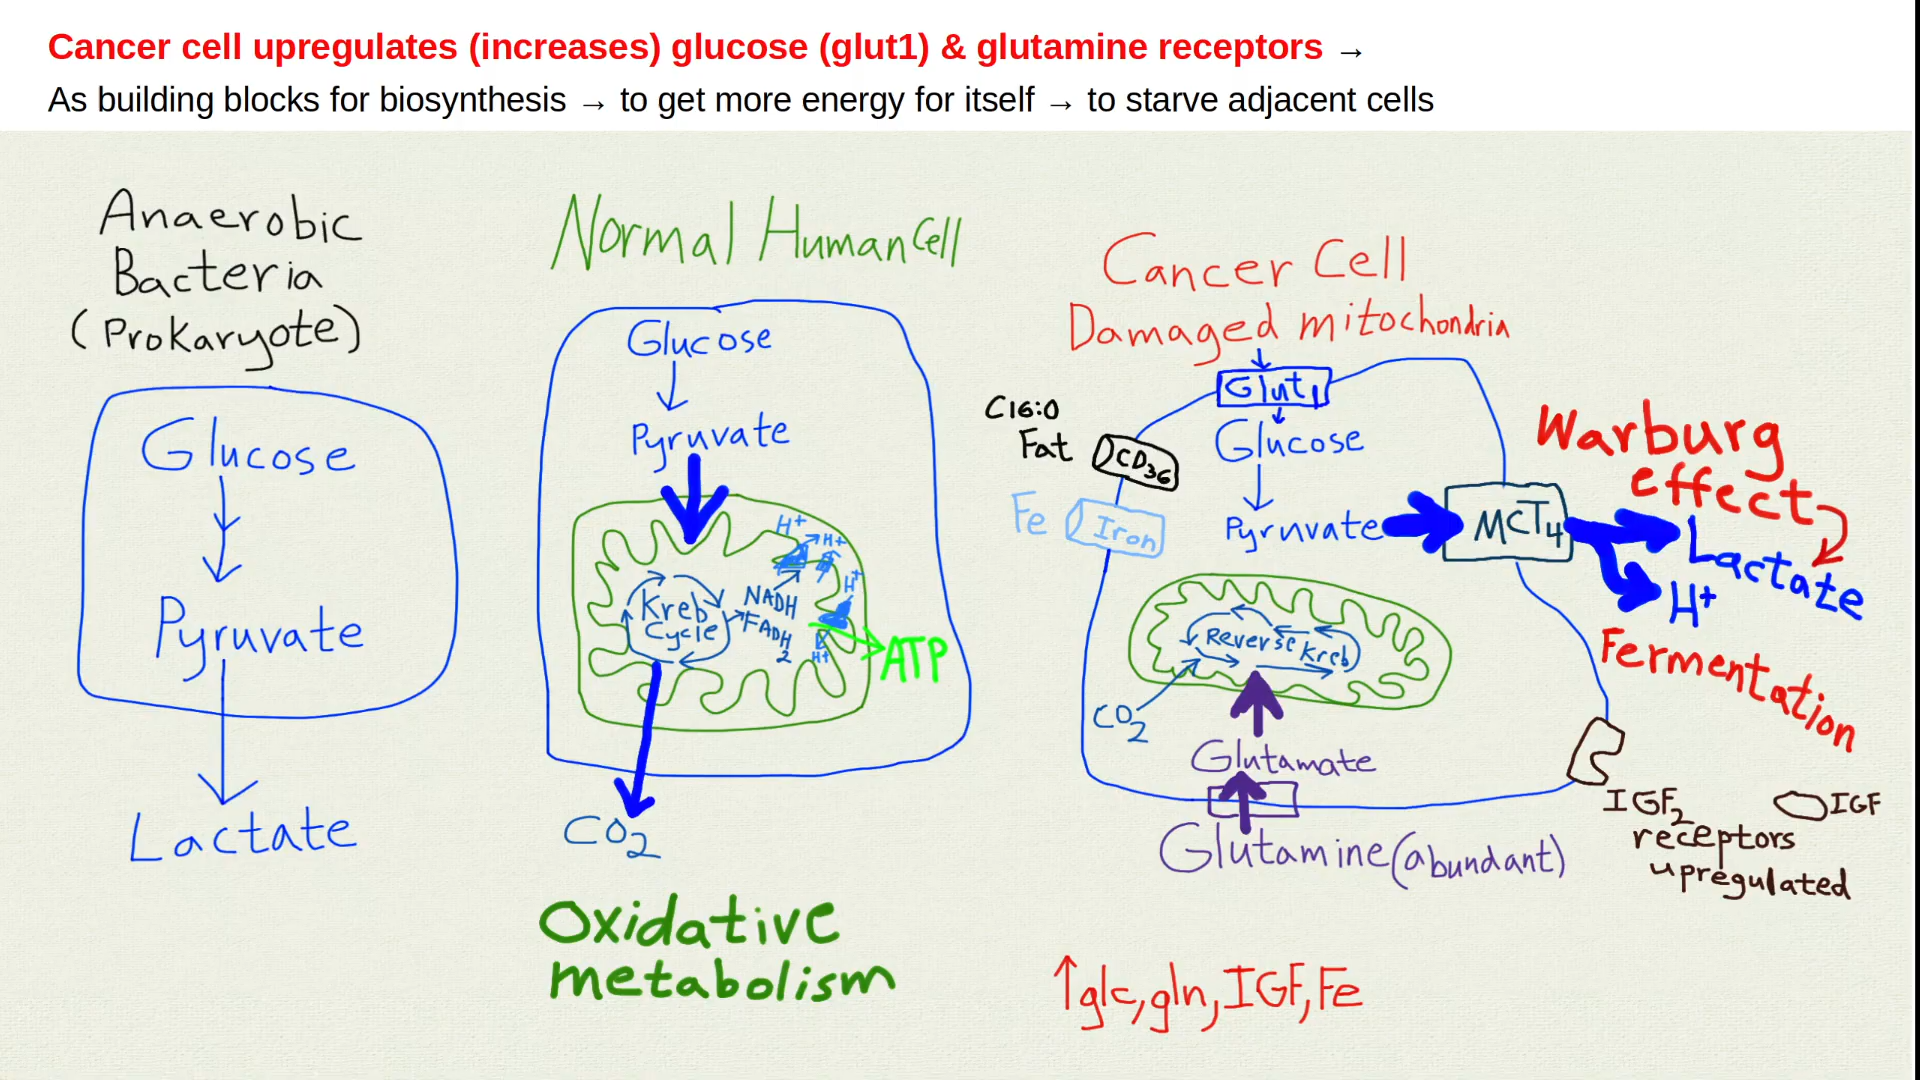 Cancer cell upregulates (increases) glucose (glut1) & glutamine receptors →
As building blocks for biosynthesis → to get more energy for itself → to starve adjacent cells
Anaerobic
Bacteria
(Prokaryote)
Glucose
Pyruvate
Lactate
Normal Human Cell
Glucose
Pyruvate
H+
H+
H+
H+
Kreb
Cycle
NADH
FADH2
ATP
CO2
Oxidative
metabolism
Cancer Cell
Damaged mitochondria
Glut1
Glucose
Pyruvate
C16:0
Fat
CD36
Fe
Iron
MCT4
Warburg
effect
Lactate
H+
Fermentation
Reverse Kreb
CO2
Glutamate
Glutamine (abundant)
IGF2
receptors
upregulated
IGF
↑glc, gln, IGF, Fe